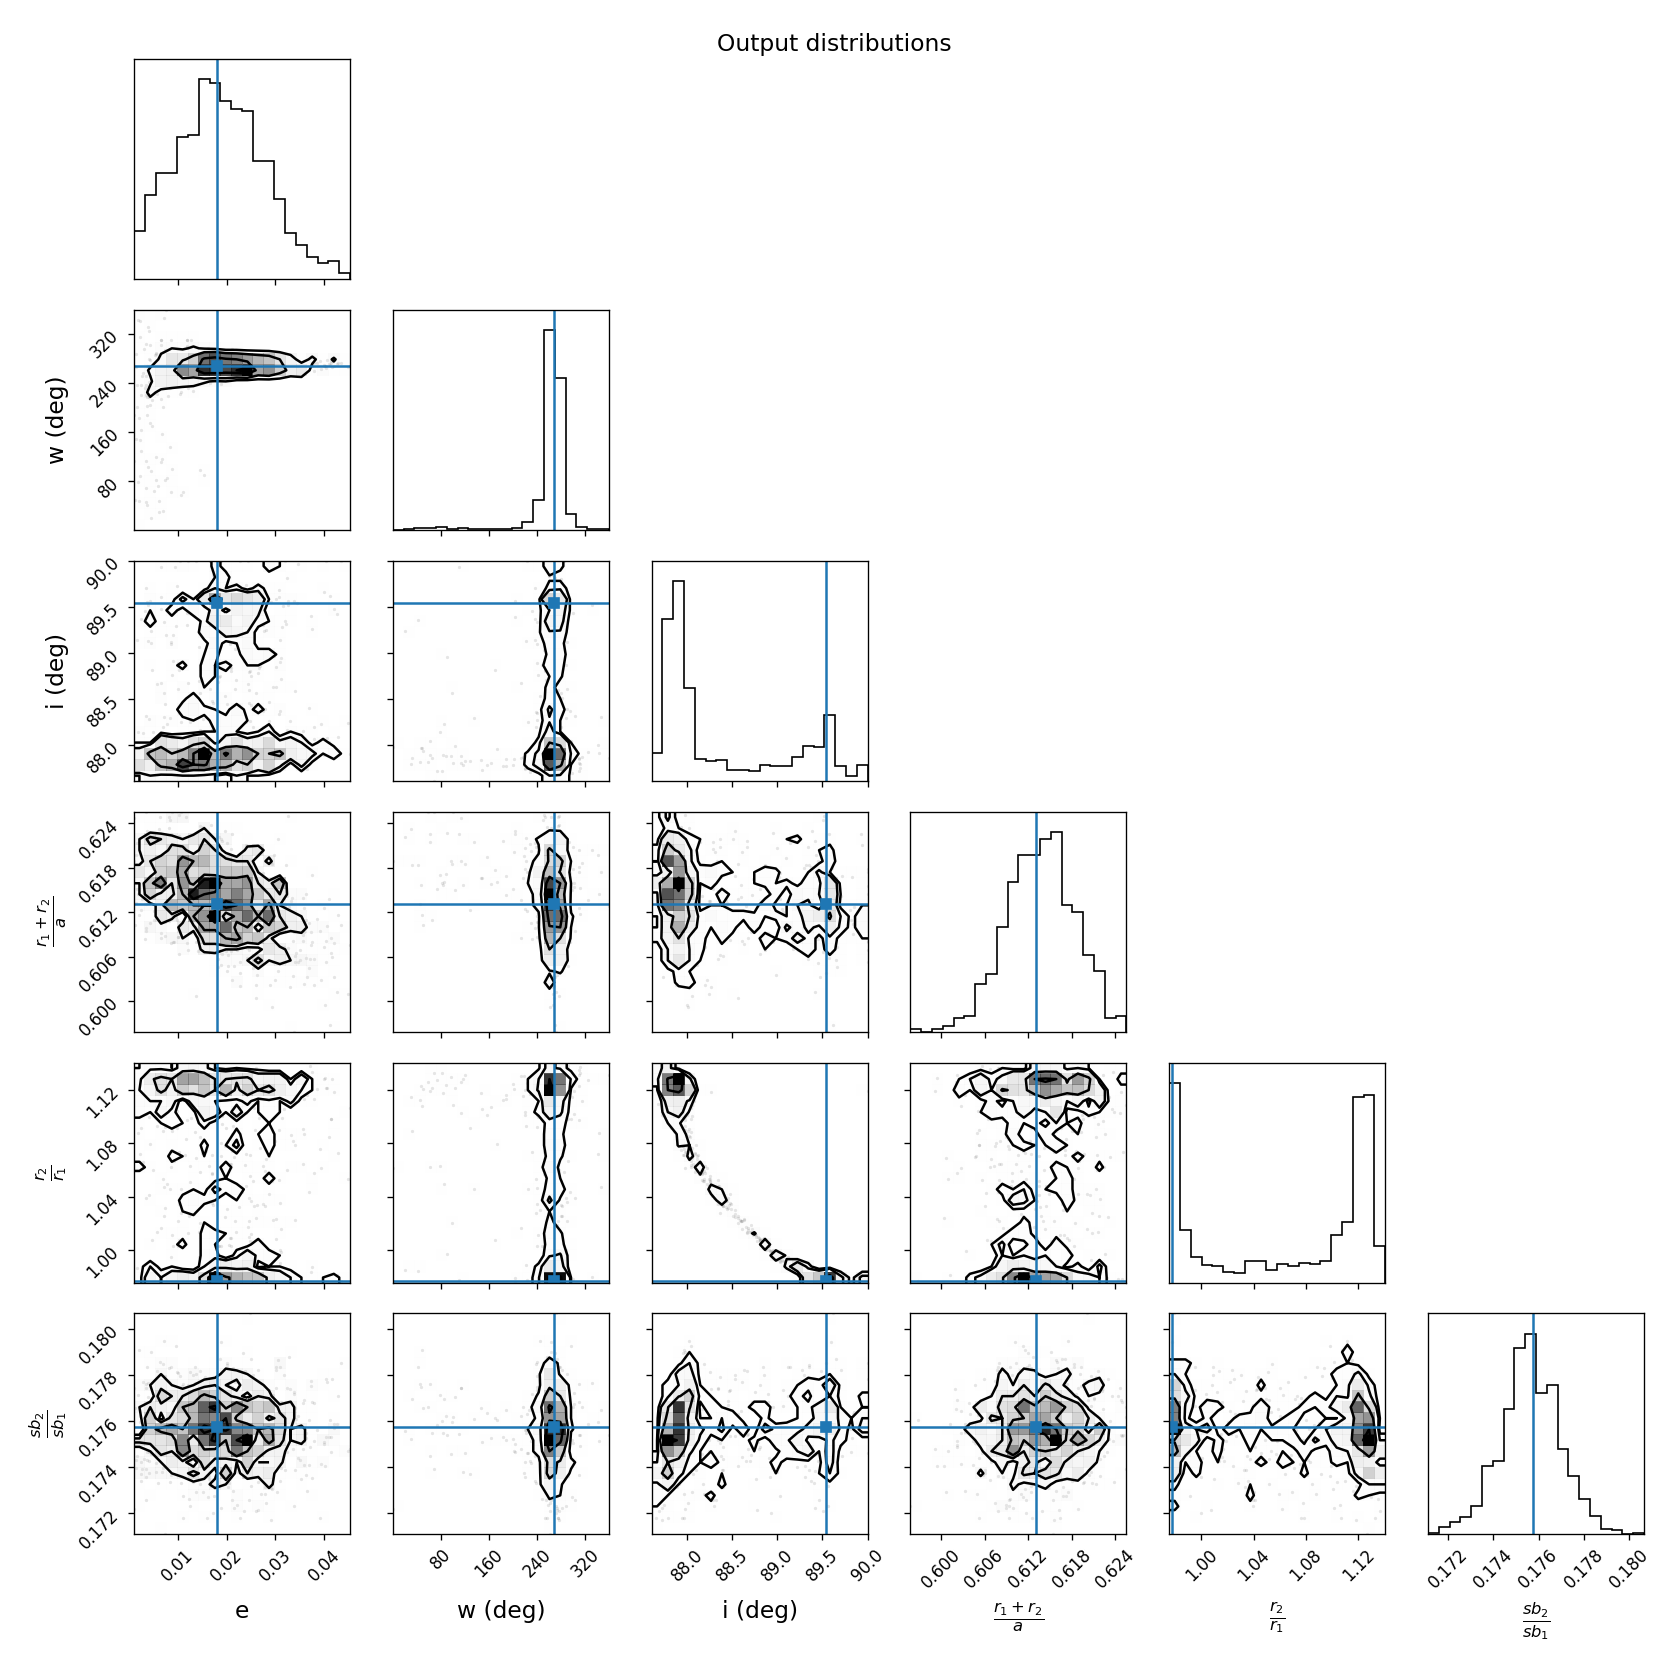 Output distributions
320
240
160
80
w (deg)
90.0
89.5
89.0
88.5
88.0
i (deg)
0.624
0.618
0.612
0.606
0.600
r₁ + r₂
a
1.12
1.08
1.04
1.00
r₂
r₁
0.180
0.178
0.176
0.174
0.172
sb₂
sb₁
0.01 0.02 0.03 0.04 80 160 240 320 88.0 88.5 89.0 89.5 90.0 0.600 0.606 0.612 0.618 0.624 1.00 1.04 1.08 1.12 0.172 0.174 0.176 0.178 0.180
e w (deg) i (deg)
r₁ + r₂
a
r₂
r₁
sb₂
sb₁